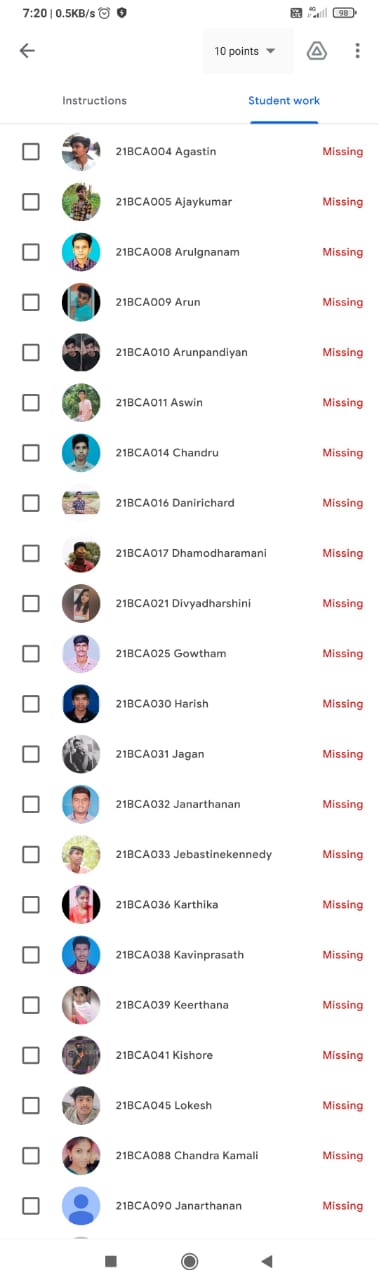 7:20 | 0.5KB/s
4G
98
10 points
Instructions
Student work
21BCA004 Agastin Missing
21BCA005 Ajaykumar Missing
21BCA008 Arulgnanam Missing
21BCA009 Arun Missing
21BCA010 Arunpandiyan Missing
21BCA011 Aswin Missing
21BCA014 Chandru Missing
21BCA016 Danirichard Missing
21BCA017 Dhamodharamani Missing
21BCA021 Divyadharshini Missing
21BCA025 Gowtham Missing
21BCA030 Harish Missing
21BCA031 Jagan Missing
21BCA032 Janarthanan Missing
21BCA033 Jebastinekennedy Missing
21BCA036 Karthika Missing
21BCA038 Kavinprasath Missing
21BCA039 Keerthana Missing
21BCA041 Kishore Missing
21BCA045 Lokesh Missing
21BCA088 Chandra Kamali Missing
21BCA090 Janarthanan Missing